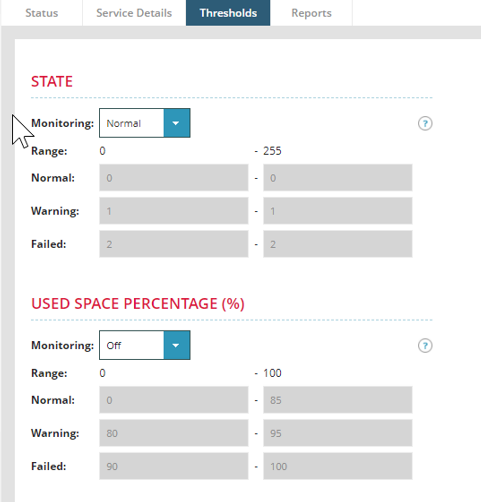 Status Service Details Thresholds Reports
STATE
Monitoring: Normal ?
Range: 0 - 255
Normal: 0 - 0
Warning: 1 - 1
Failed: 2 - 2
USED SPACE PERCENTAGE (%)
Monitoring: Off ?
Range: 0 - 100
Normal: 0 - 85
Warning: 80 - 95
Failed: 90 - 100